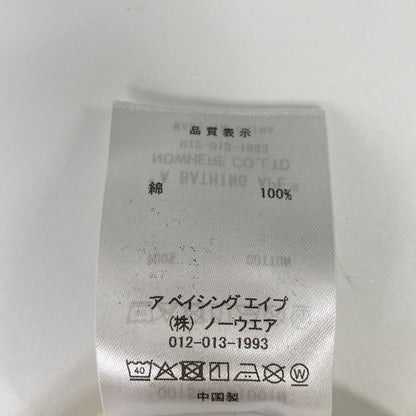 品質表示
綿 100%
ア ベイシング エイプ
(株) ノーウエア
012-013-1993
40 W
中国製